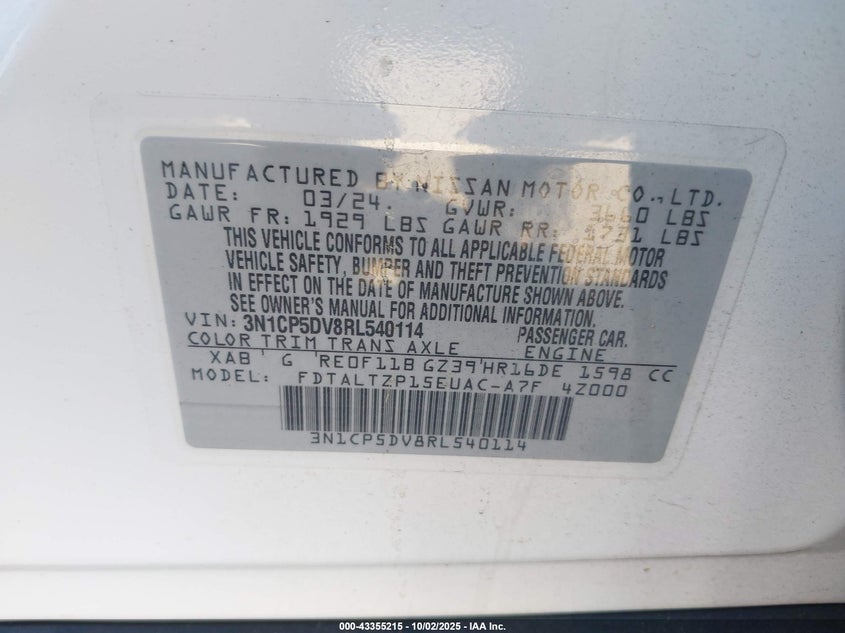 MANUFACTURED BY NISSAN MOTOR CO., LTD.
DATE: 03/24. GVWR: 3660 LBS
GAWR FR: 1929 LBS GAWR RR: 1731 LBS
THIS VEHICLE CONFORMS TO ALL APPLICABLE FEDERAL MOTOR
VEHICLE SAFETY, BUMPER AND THEFT PREVENTION STANDARDS
IN EFFECT ON THE DATE OF MANUFACTURE SHOWN ABOVE.
SEE OWNER'S MANUAL FOR ADDITIONAL INFORMATION.
VIN: 3N1CP5DV8RL540114 PASSENGER CAR.
COLOR TRIM TRANS AXLE ENGINE
XAB G RE0F11B GZ39 HR16DE 1598 CC
MODEL: FDTALTZP15EUAC-A7F 4Z000
3N1CP5DV8RL540114
000-43355215 - 10/02/2025 - IAA Inc.